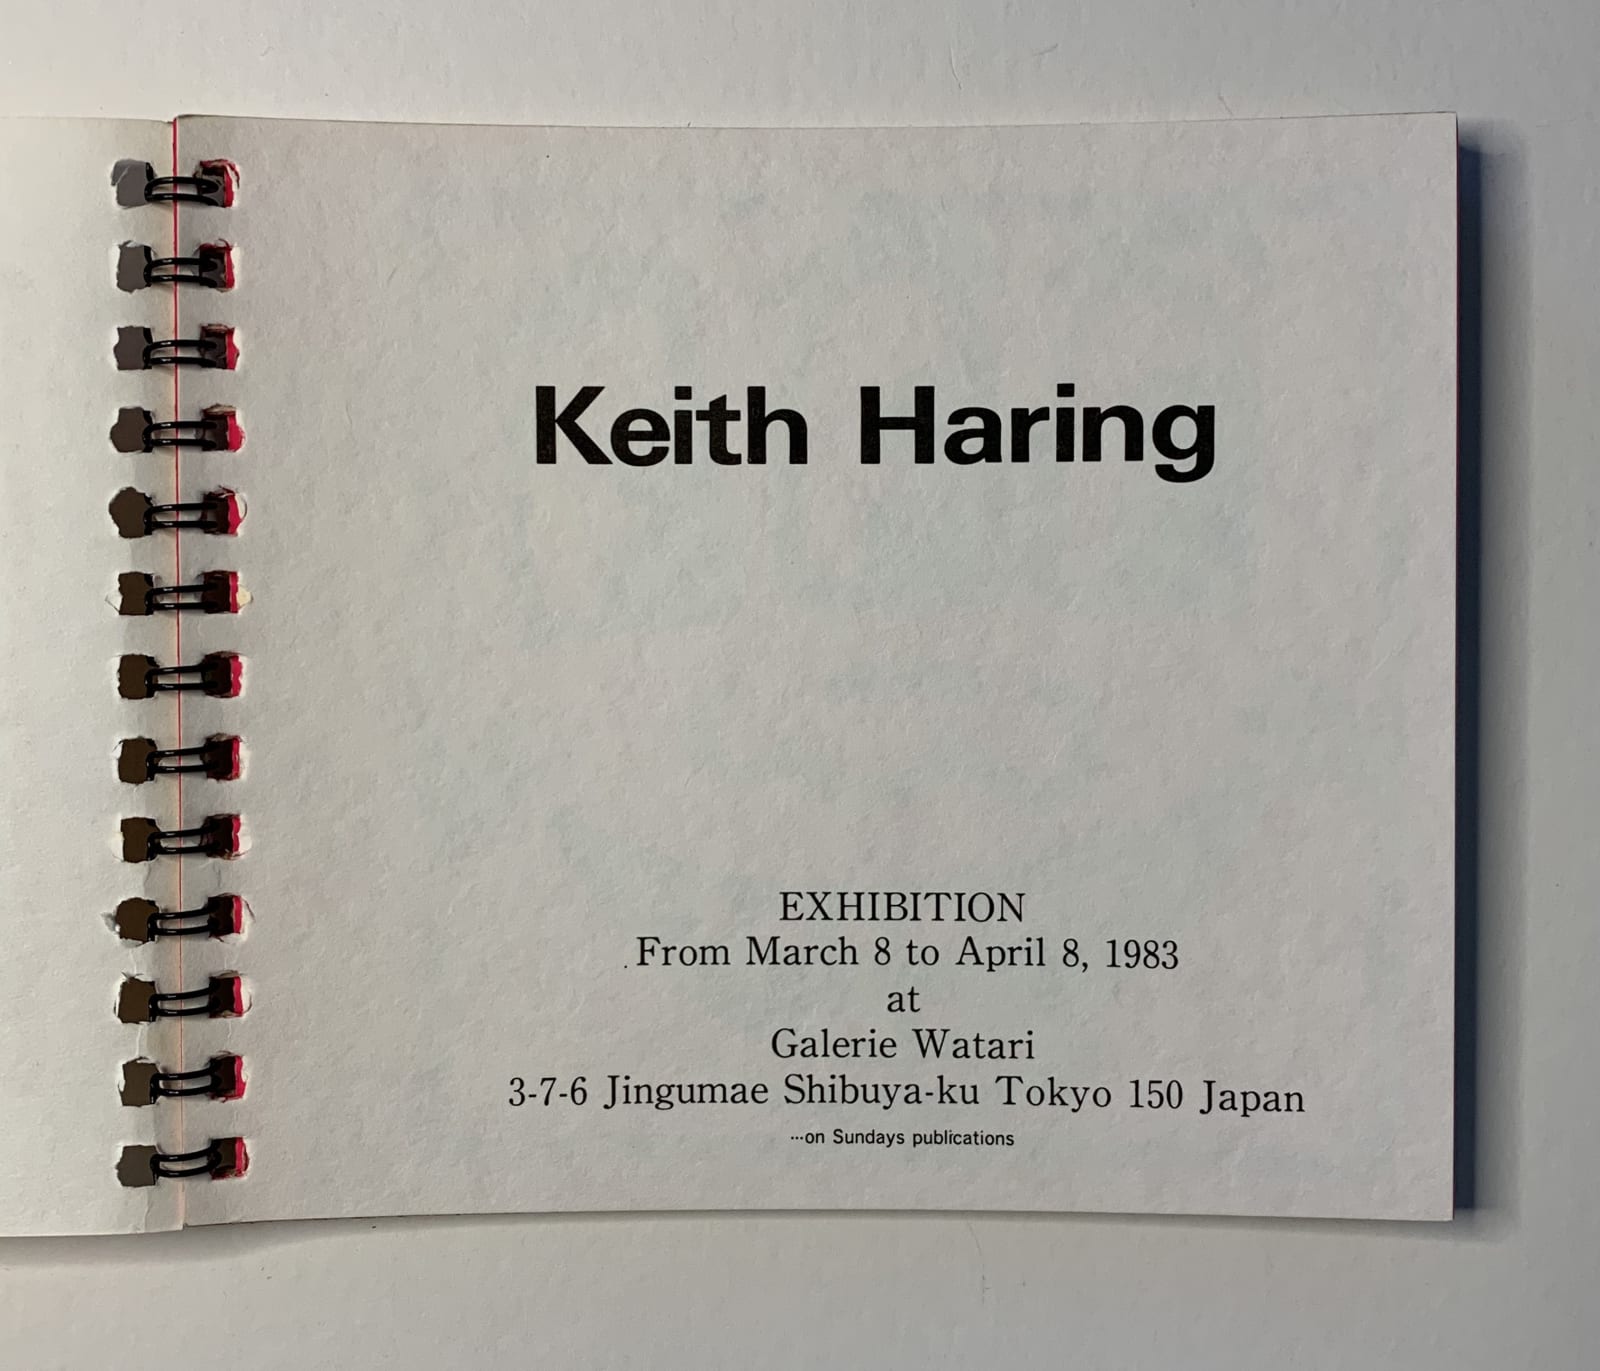 Keith Haring
EXHIBITION
From March 8 to April 8, 1983
at
Galerie Watari
3-7-6 Jingumae Shibuya-ku Tokyo 150 Japan
…on Sundays publications